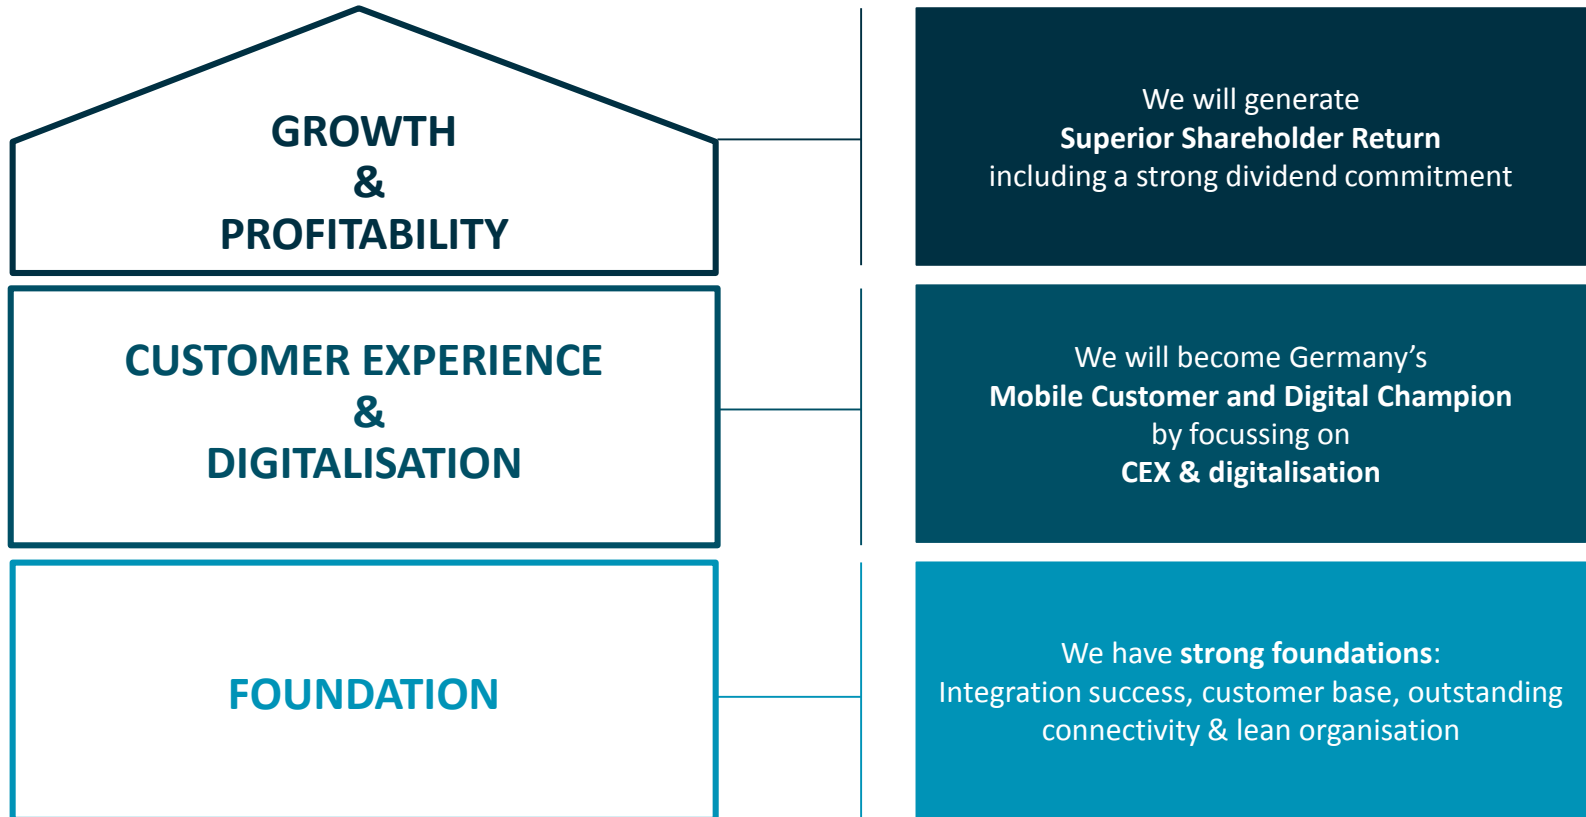 GROWTH
&
PROFITABILITY
We will generate
Superior Shareholder Return
including a strong dividend commitment
CUSTOMER EXPERIENCE
&
DIGITALISATION
We will become Germany’s
Mobile Customer and Digital Champion
by focussing on
CEX & digitalisation
FOUNDATION
We have strong foundations:
Integration success, customer base, outstanding
connectivity & lean organisation